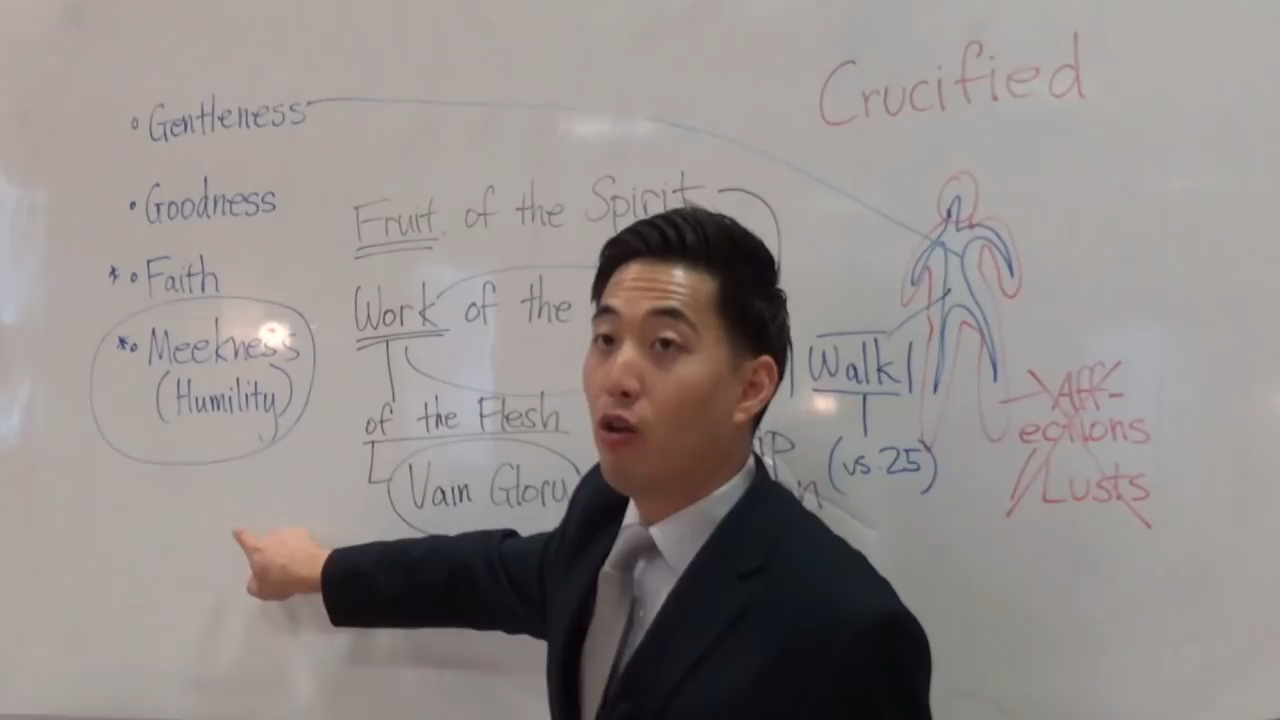 Crucified
Gentleness
Goodness
* Faith
* Meekness
(Humility)
Fruit of the Spirit
Work of the
of the Flesh
Vain Glory
Walk
(vs. 25)
Aff-
ections
/Lusts